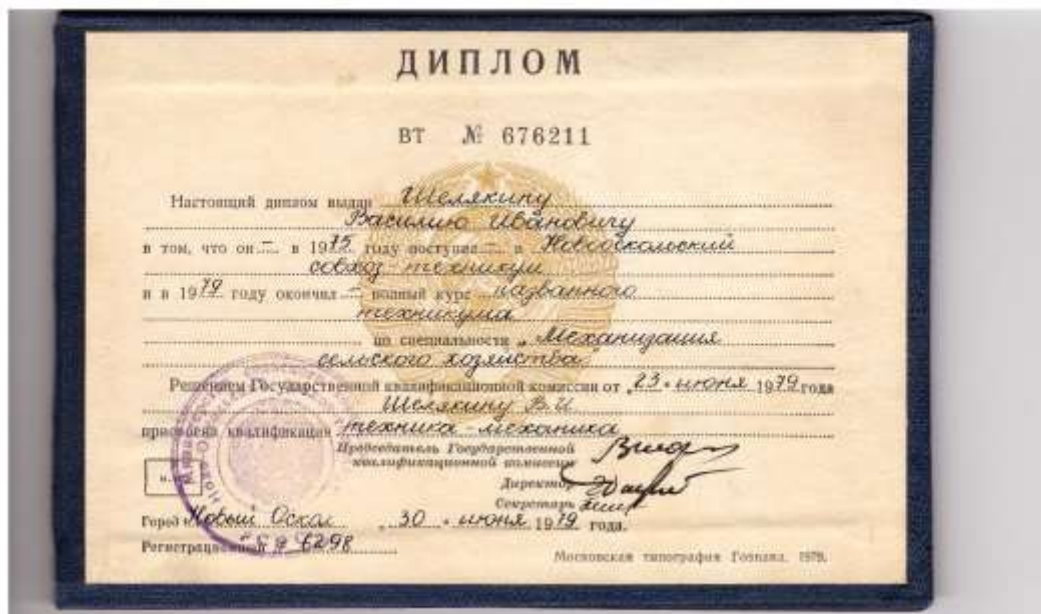 ДИПЛОМ
ВТ № 676211
Настоящий диплом выдан Шелякину
Василию Ивановичу
в том, что он – в 1975 году поступил – в Новооскольский
совхоз-техникум
и в 1979 году окончил – полный курс названного
техникума
по специальности „Механизация
сельского хозяйства"
Решением Государственной квалификационной комиссии от „23" июня 1979 года
Шелякину В.И.
присвоена квалификация техника-механика
Председатель Государственной
квалификационной комиссии
Директор
Секретарь
Город Новый Оскол „30" июня 1979 года.
Регистрационный № 6298
Московская типография Гознака. 1978.